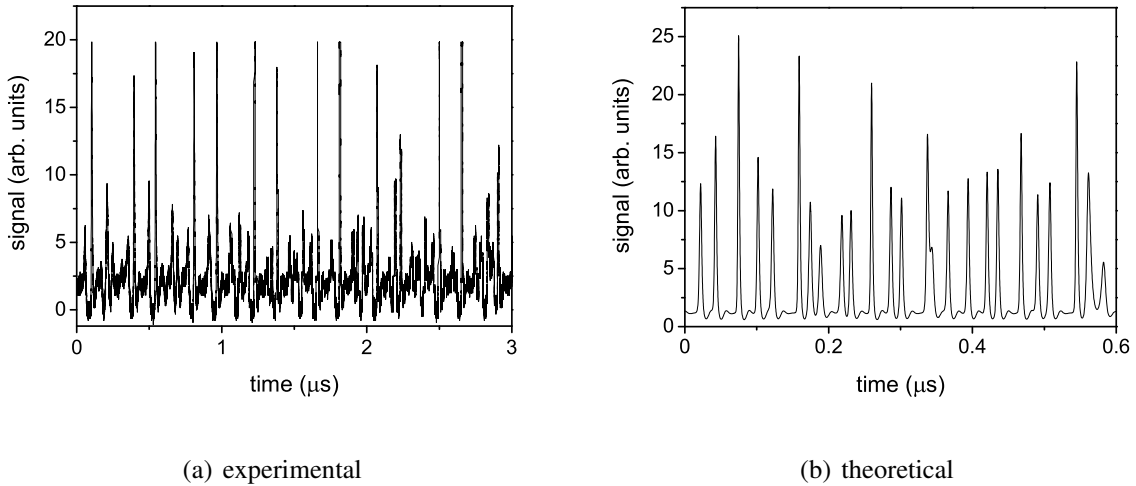 20
15
10
5
0
signal (arb. units)
0 1 2 3
time (μs)
(a) experimental
25
20
15
10
5
0
signal (arb. units)
0 0.2 0.4 0.6
time (μs)
(b) theoretical